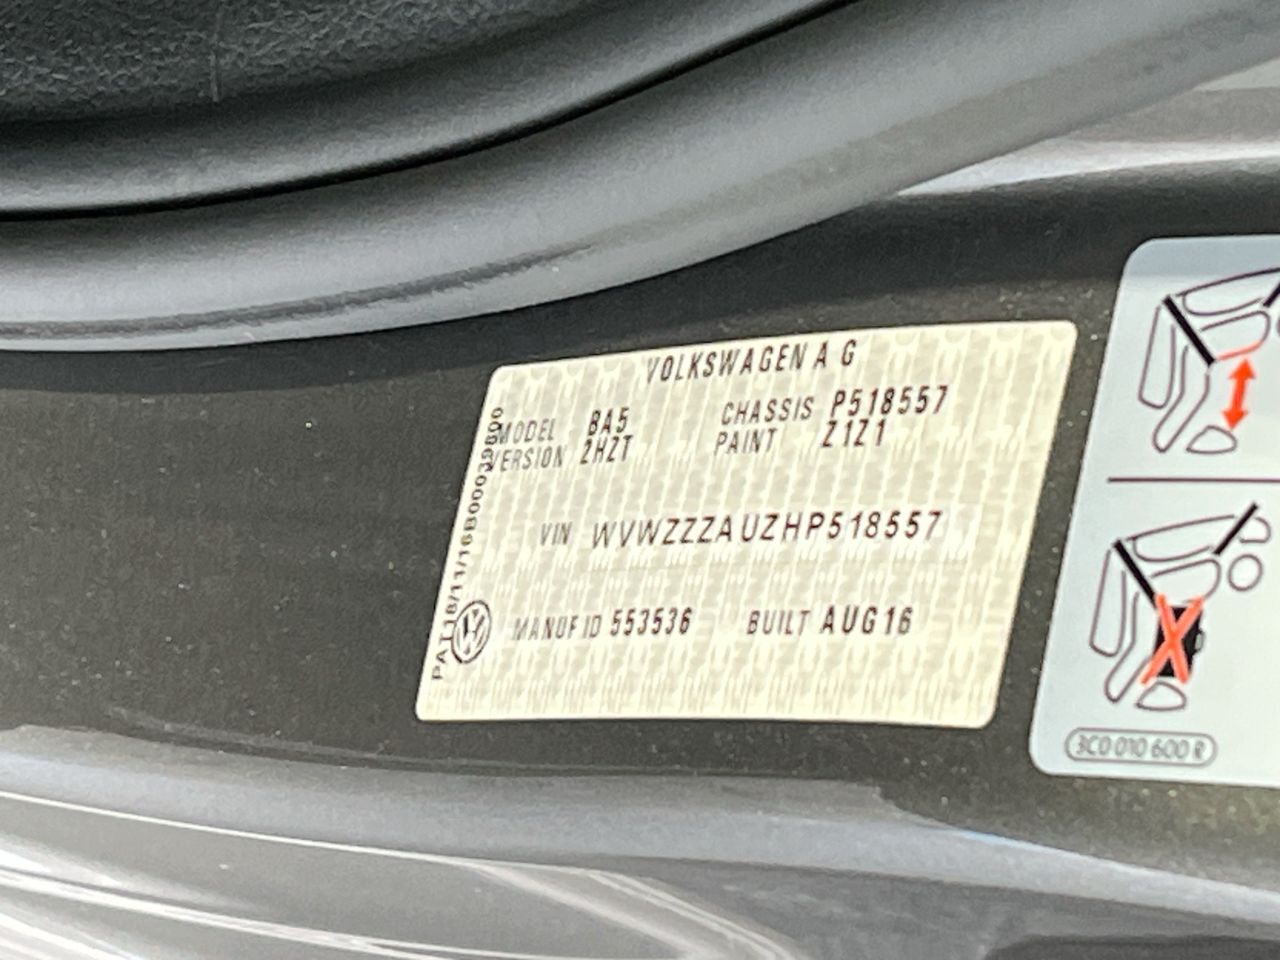 VOLKSWAGEN A G
MODEL BA5 CHASSIS P518557
VERSION 2HZT PAINT Z1Z1
VIN WVWZZZAUZHP518557
MANUF ID 553536 BUILT AUG16
3C0 010 600 R